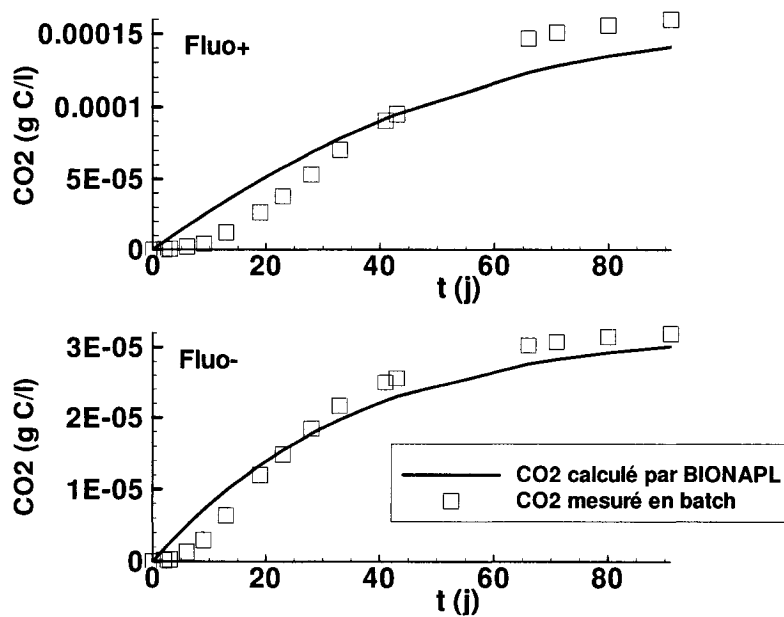 Fluo+
CO2 (g C/l)
0.00015
0.0001
5E-05
0
0 20 40 60 80
t (j)
Fluo-
CO2 (g C/l)
3E-05
2E-05
1E-05
0
CO2 calculé par BIONAPL
CO2 mesuré en batch
0 20 40 60 80
t (j)